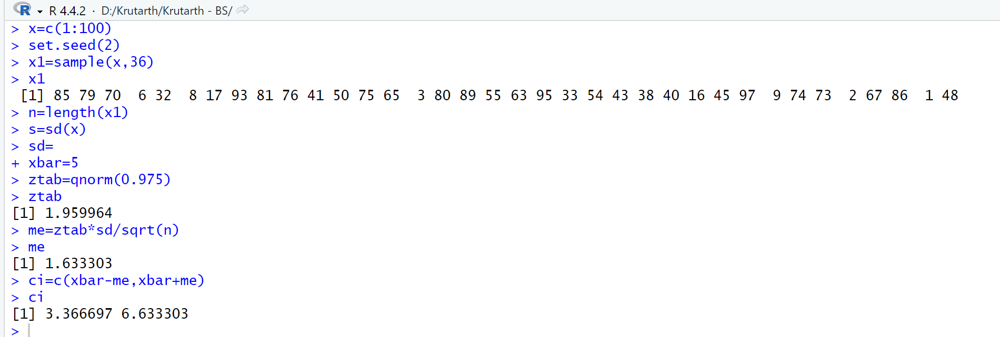 R R 4.4.2 · D:/Krutarth/Krutarth - BS/
> x=c(1:100)
> set.seed(2)
> x1=sample(x,36)
> x1
[1] 85 79 70  6 32  8 17 93 81 76 41 50 75 65  3 80 89 55 63 95 33 54 43 38 40 16 45 97  9 74 73  2 67 86  1 48
> n=length(x1)
> s=sd(x)
> sd=
+ xbar=5
> ztab=qnorm(0.975)
> ztab
[1] 1.959964
> me=ztab*sd/sqrt(n)
> me
[1] 1.633303
> ci=c(xbar-me,xbar+me)
> ci
[1] 3.366697 6.633303
>